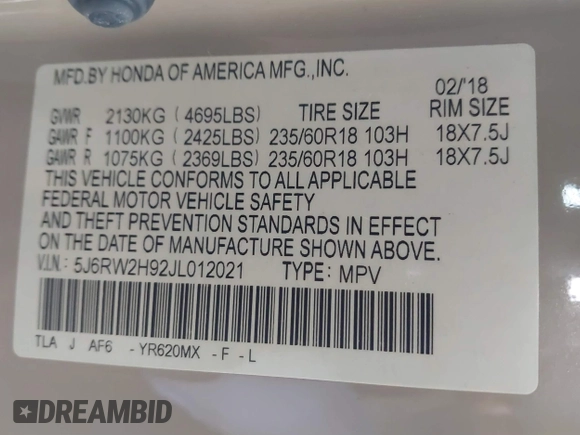 MFD.BY HONDA OF AMERICA MFG.,INC.
02/'18
GVWR 2130KG ( 4695LBS ) TIRE SIZE RIM SIZE
GAWR F 1100KG ( 2425LBS ) 235/60R18 103H 18X7.5J
GAWR R 1075KG ( 2369LBS ) 235/60R18 103H 18X7.5J
THIS VEHICLE CONFORMS TO ALL APPLICABLE
FEDERAL MOTOR VEHICLE SAFETY
AND THEFT PREVENTION STANDARDS IN EFFECT
ON THE DATE OF MANUFACTURE SHOWN ABOVE.
V.I.N.: 5J6RW2H92JL012021 TYPE: MPV
TLA J AF6 -YR620MX -F -L
DREAMBID